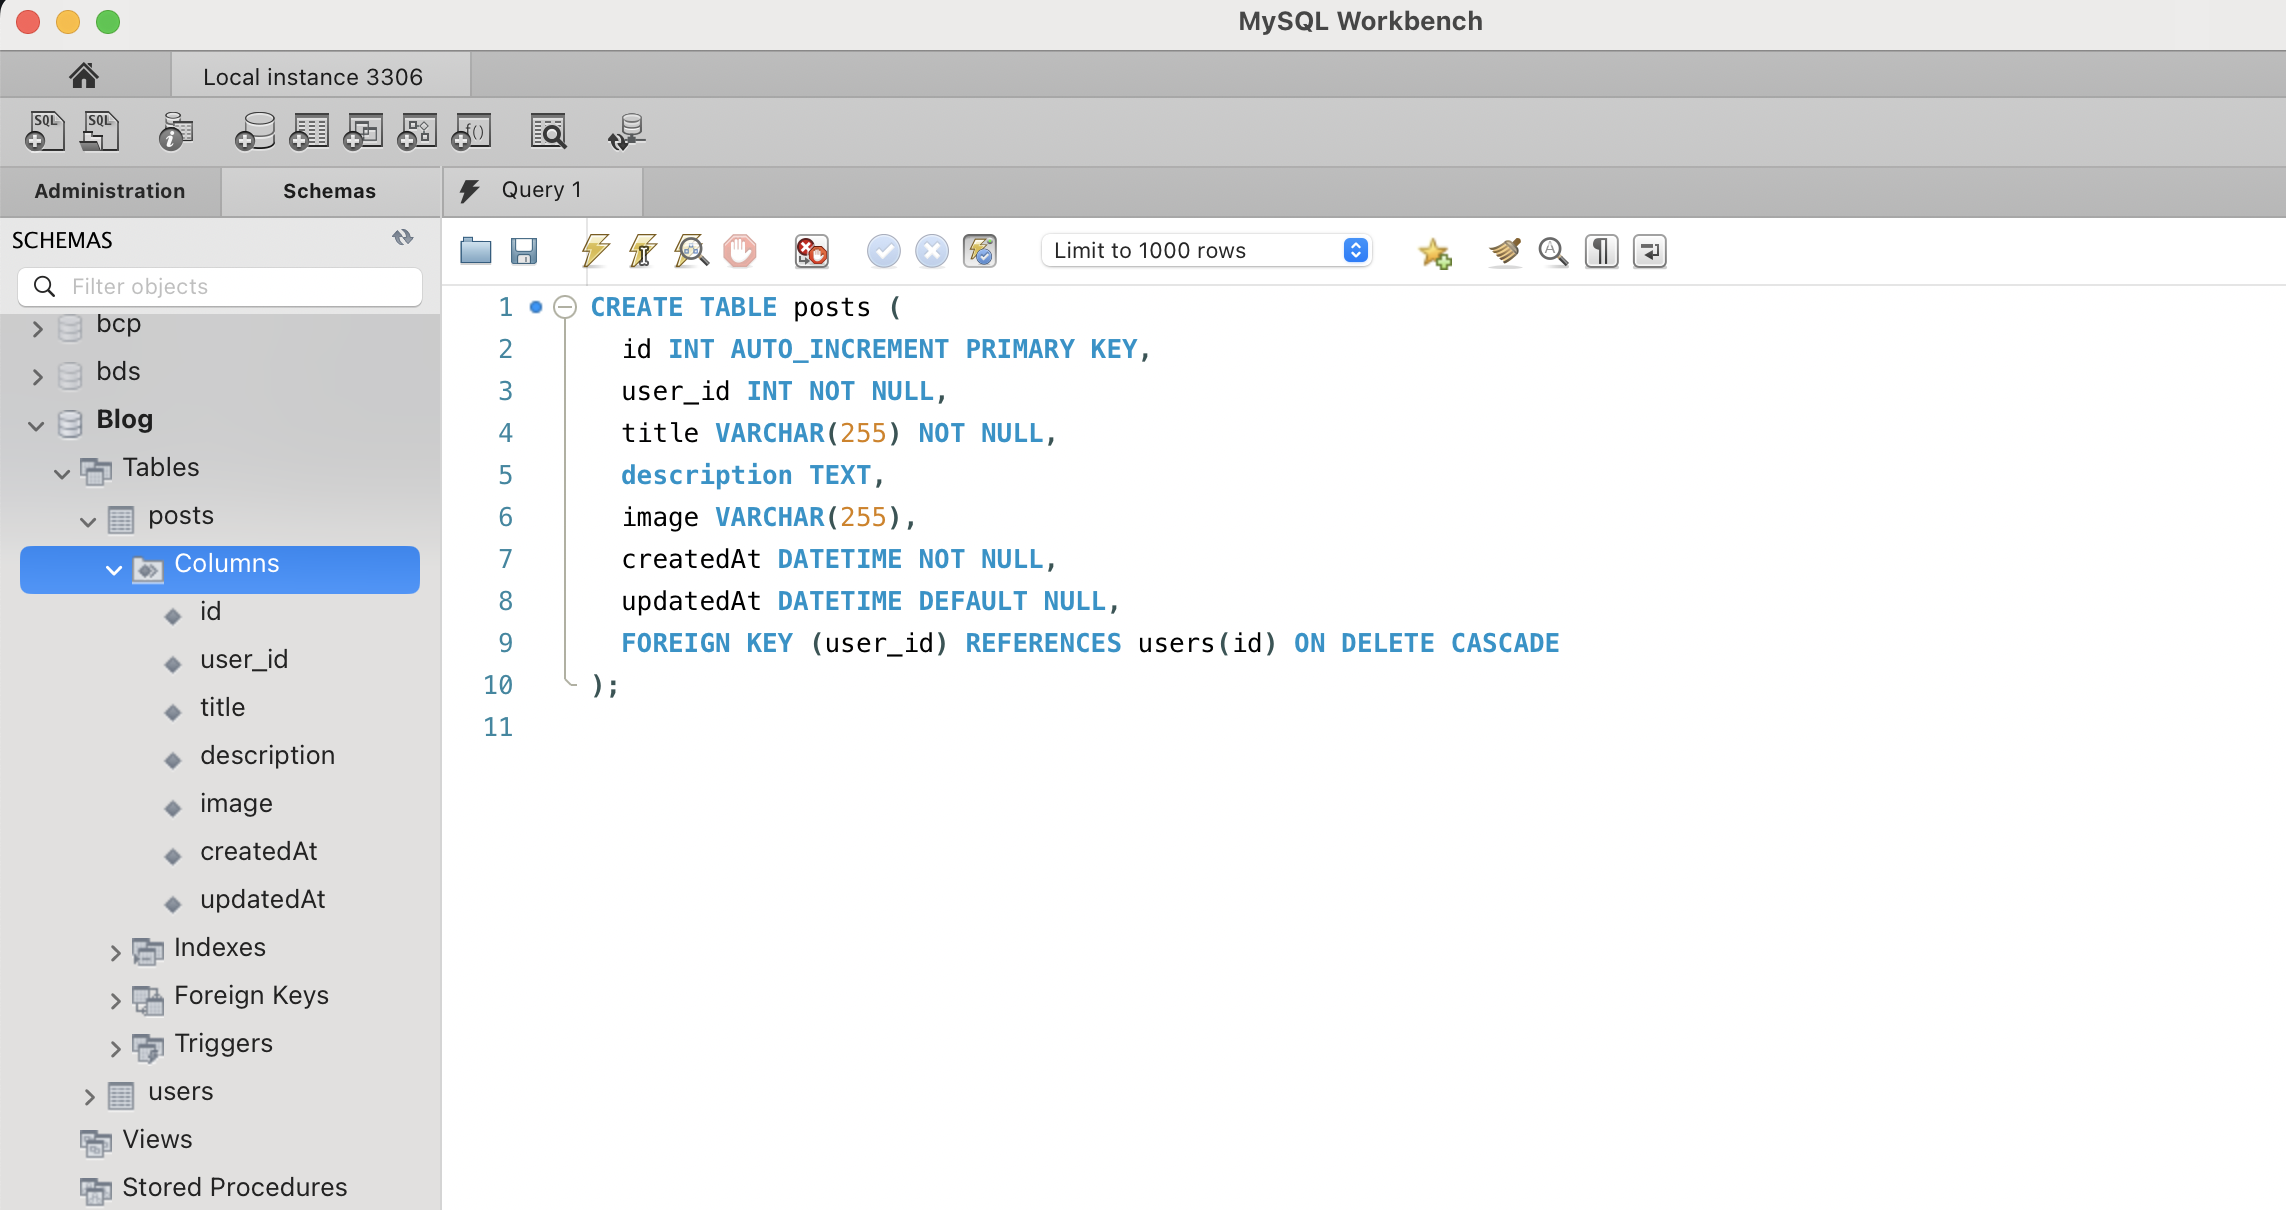 MySQL Workbench
Local instance 3306
SQL
SQL
i
f()
Administration
Schemas
Query 1
SCHEMAS
Filter objects
Limit to 1000 rows
bcp
bds
Blog
Tables
posts
Columns
id
user_id
title
description
image
createdAt
updatedAt
Indexes
Foreign Keys
Triggers
users
Views
Stored Procedures
1 CREATE TABLE posts (
2 id INT AUTO_INCREMENT PRIMARY KEY,
3 user_id INT NOT NULL,
4 title VARCHAR(255) NOT NULL,
5 description TEXT,
6 image VARCHAR(255),
7 createdAt DATETIME NOT NULL,
8 updatedAt DATETIME DEFAULT NULL,
9 FOREIGN KEY (user_id) REFERENCES users(id) ON DELETE CASCADE
10 );
11